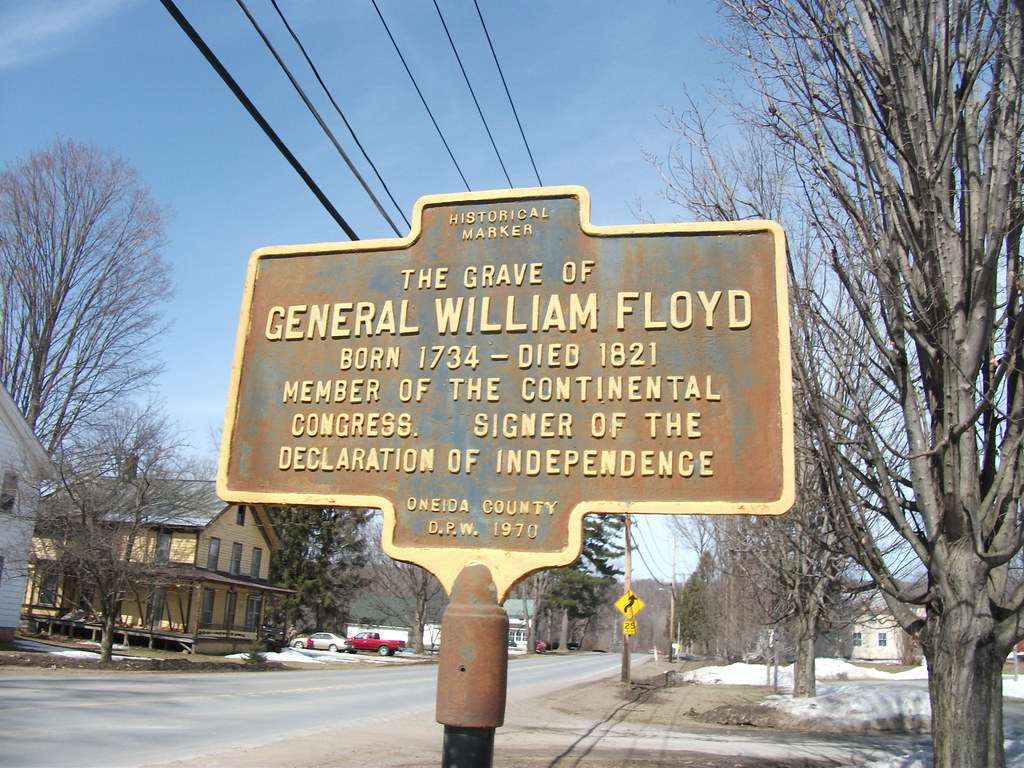 HISTORICAL
MARKER
THE GRAVE OF
GENERAL WILLIAM FLOYD
BORN 1734 – DIED 1821
MEMBER OF THE CONTINENTAL
CONGRESS. SIGNER OF THE
DECLARATION OF INDEPENDENCE
ONEIDA COUNTY
D.P.W. 1970
25